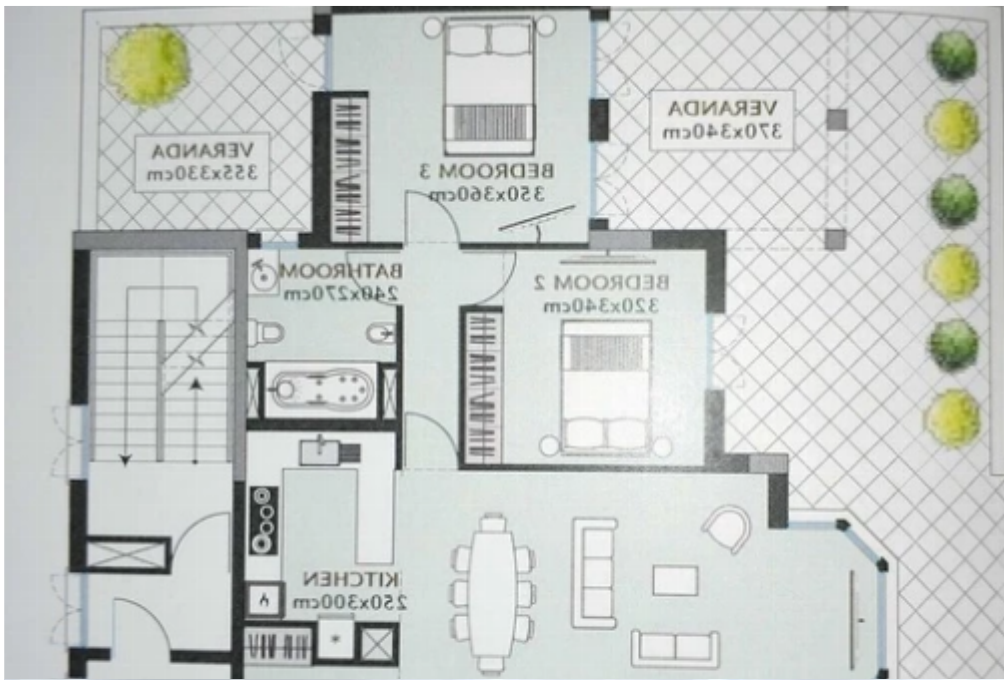 VERANDA
370x340cm
VERANDA
355x330cm
BEDROOM 3
350x360cm
BATHROOM
240x270cm
BEDROOM 2
320x340cm
KITCHEN
250x300cm